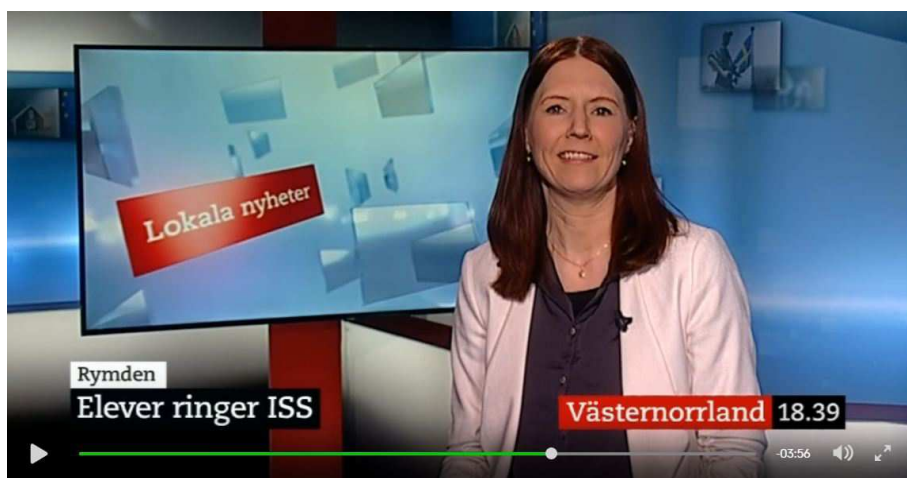 Lokala nyheter
Rymden
Elever ringer ISS
Västernorrland 18.39
-03:56